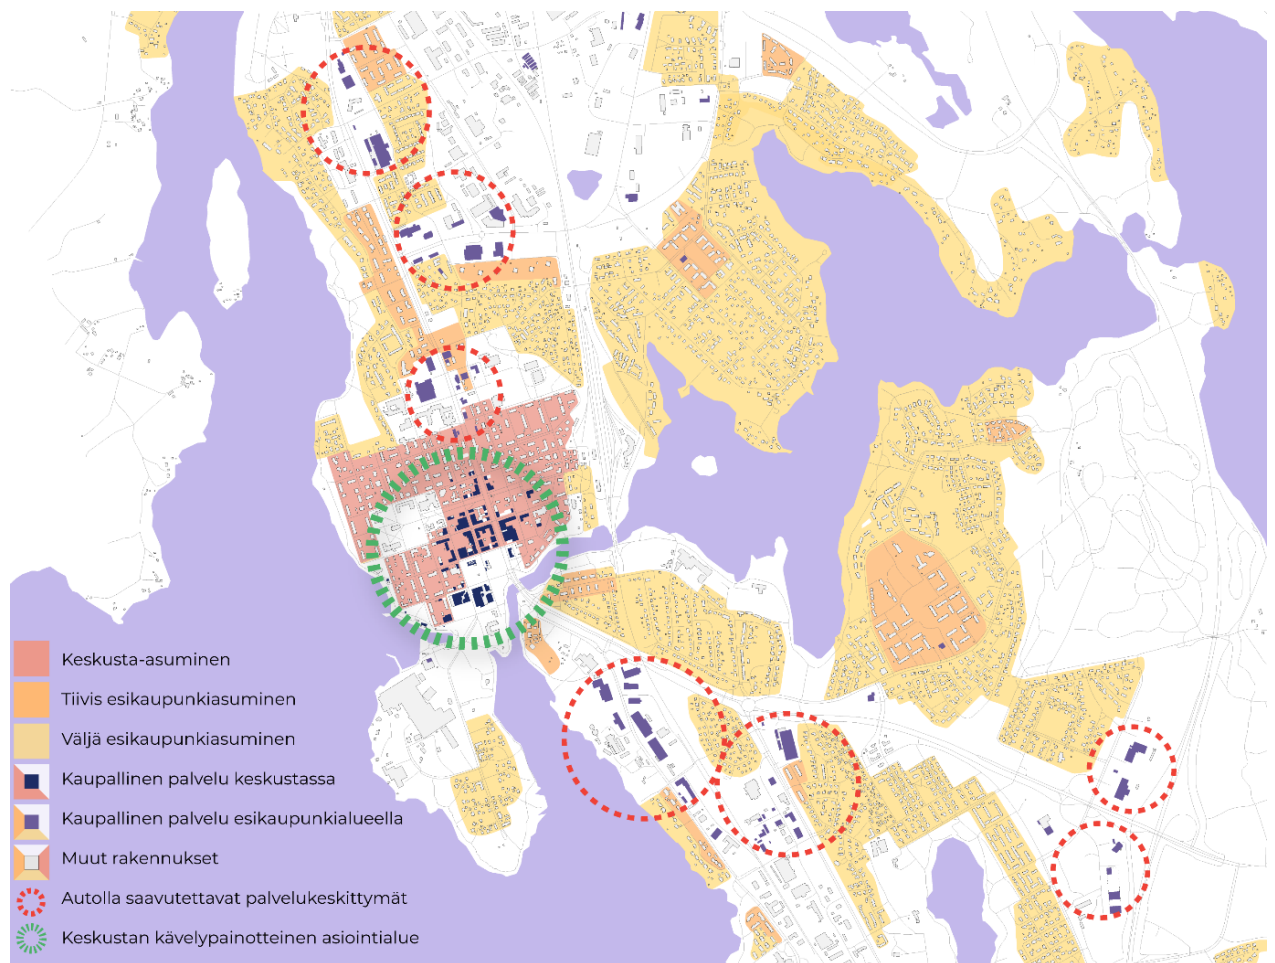 Keskusta-asuminen
Tiivis esikaupunkiasuminen
Väljä esikaupunkiasuminen
Kaupallinen palvelu keskustassa
Kaupallinen palvelu esikaupunkialueella
Muut rakennukset
Autolla saavutettavat palvelukeskittymät
Keskustan kävelypainotteinen asiointialue